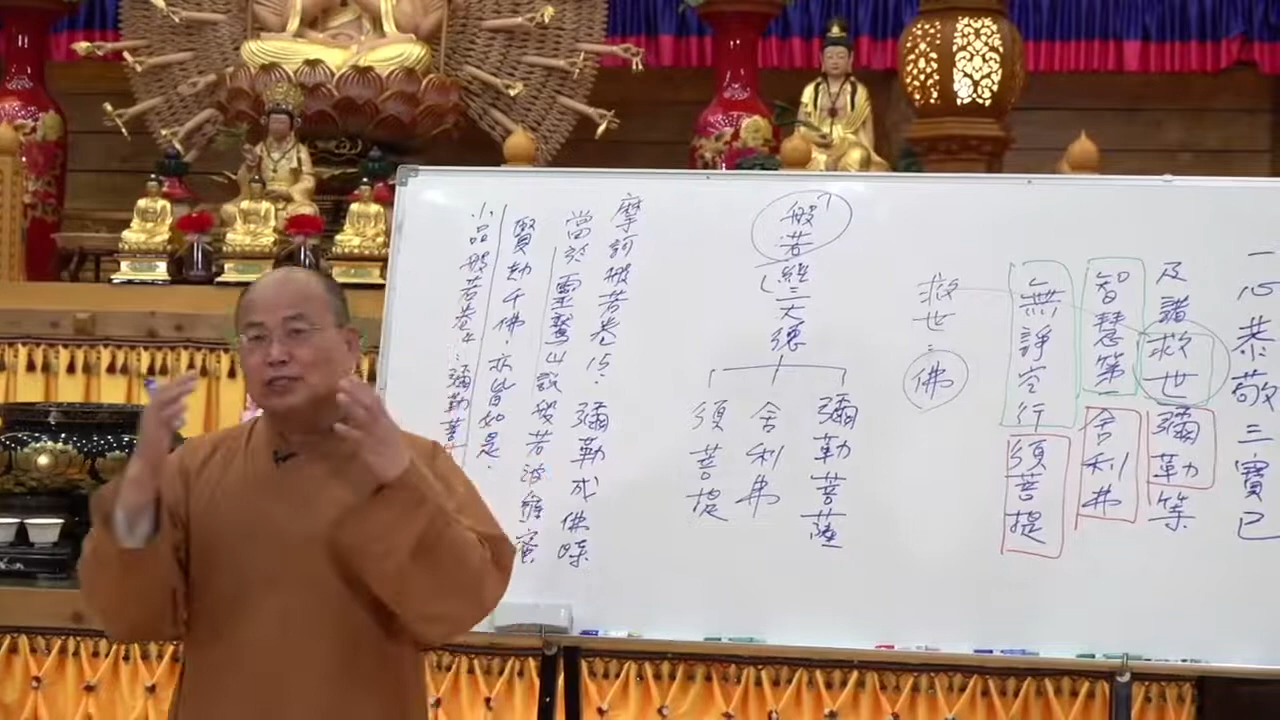 一心恭敬三寶已
及諸救世彌勒等
智慧第一舍利弗
無諍空行須菩提
救世：佛
「般若經」三大德
彌勒菩薩
舍利弗
須菩提
摩訶般若卷15：彌勒成佛時
當於靈鷲山說般若波羅蜜
賢劫千佛，亦皆如是。
小品般若卷4：彌勒菩